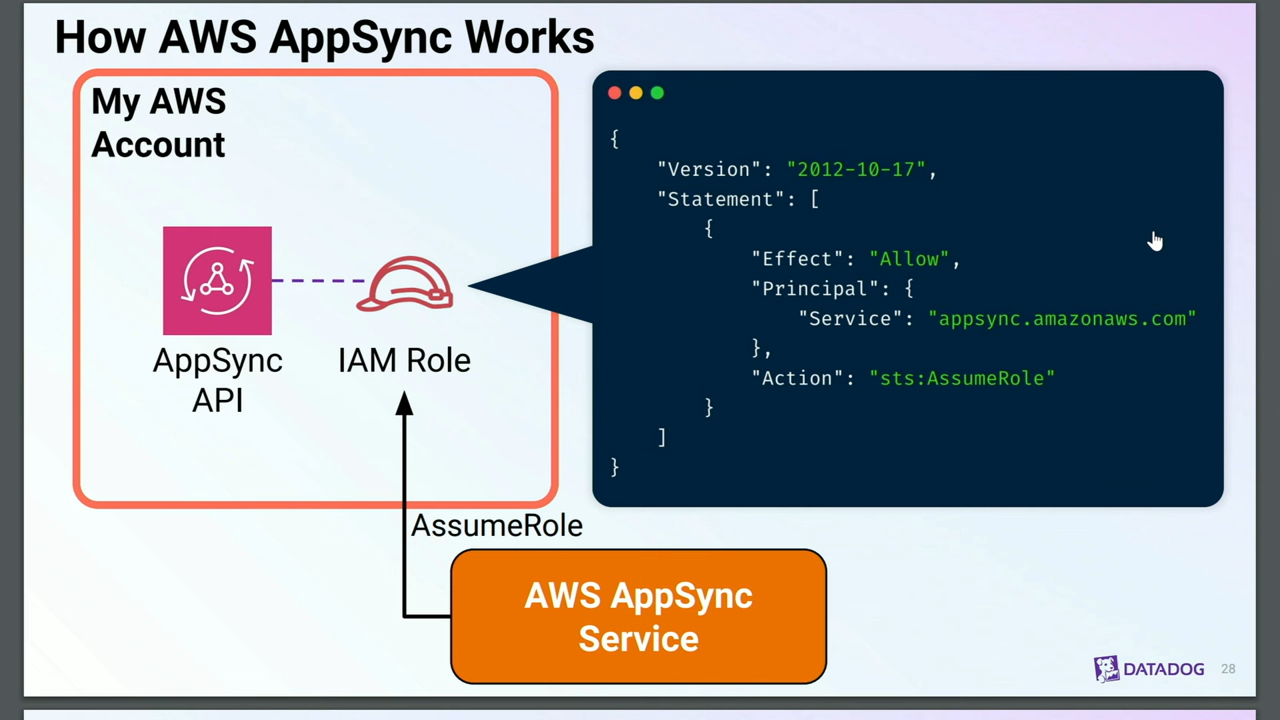 How AWS AppSync Works
My AWS
Account
AppSync
API
IAM Role
{
"Version": "2012-10-17",
"Statement": [
{
"Effect": "Allow",
"Principal": {
"Service": "appsync.amazonaws.com"
},
"Action": "sts:AssumeRole"
}
]
}
AssumeRole
AWS AppSync
Service
DATADOG
28